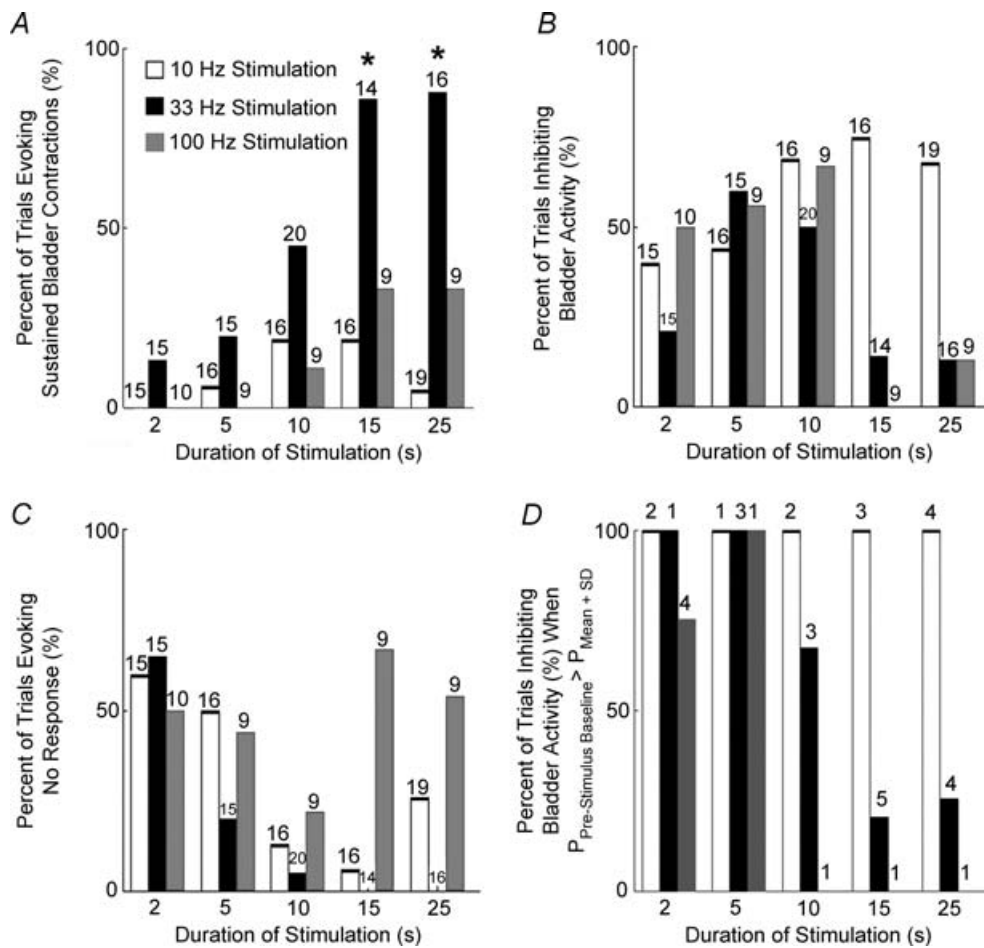 A
Percent of Trials Evoking
Sustained Bladder Contractions (%)
100
50
0
10 Hz Stimulation
33 Hz Stimulation
100 Hz Stimulation
* *
15 15 10
16 15 9
16 20 9
16 14 9
19 16 9
2 5 10 15 25
Duration of Stimulation (s)
B
Percent of Trials Inhibiting
Bladder Activity (%)
100
50
0
15 15 10
16 15 9
16 20 9
16 14 9
19 16 9
2 5 10 15 25
Duration of Stimulation (s)
C
Percent of Trials Evoking
No Response (%)
100
50
0
15 15 10
16 15 9
16 20 9
16 14 9
19 16 9
2 5 10 15 25
Duration of Stimulation (s)
D
Percent of Trials Inhibiting
Bladder Activity (%) When
P Pre-Stimulus Baseline > P Mean + SD
100
50
0
2 1 4
1 3 1
2 3 1
3 5 1
4 4 1
2 5 10 15 25
Duration of Stimulation (s)